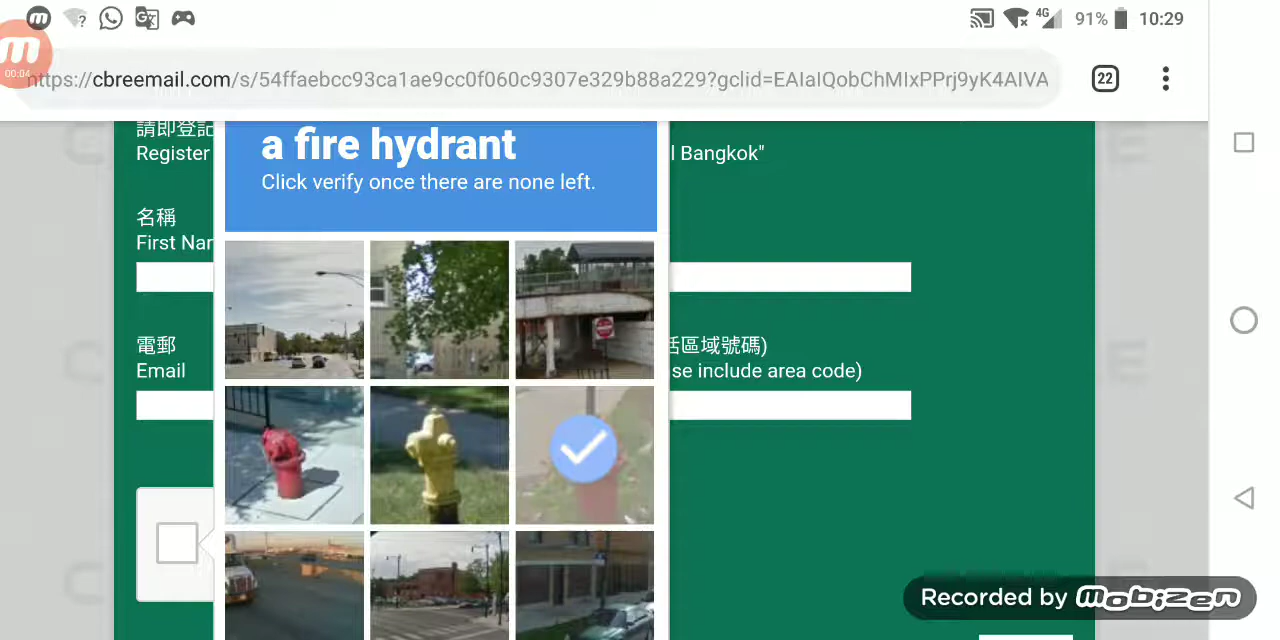 4G 91% 10:29
00:04
https://cbreemail.com/s/54ffaebcc93ca1ae9cc0f060c9307e329b88a229?gclid=EAIaIQobChMIxPPrj9yK4AIVA
22
請即登記
Register
a fire hydrant
l Bangkok"
Click verify once there are none left.
名稱
First Nar
電郵
話區域號碼)
Email
se include area code)
Recorded by Mobizen